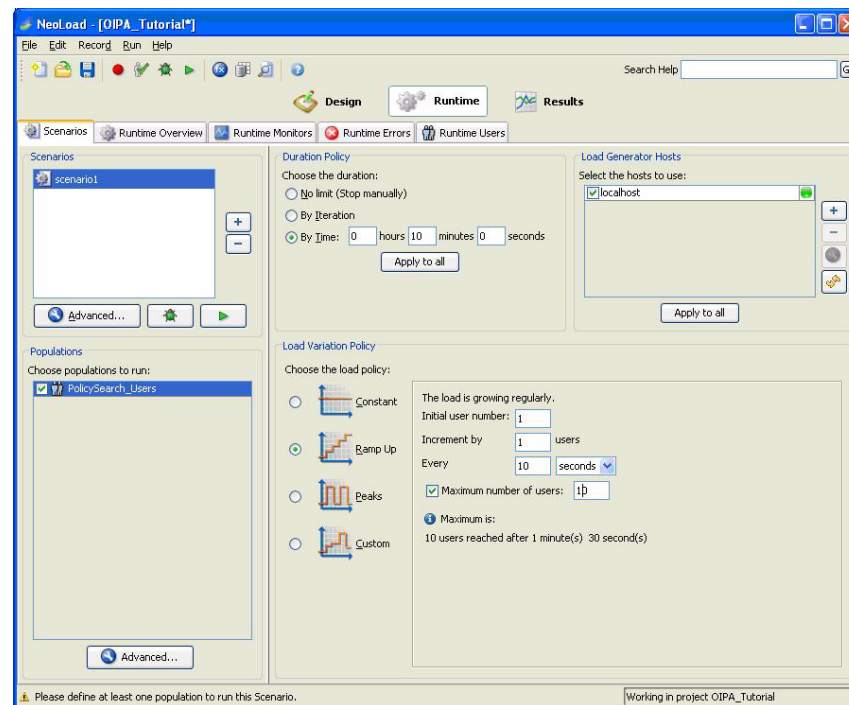 NeoLoad - [OIPA_Tutorial*]
File Edit Record Run Help
Search Help
G
Design Runtime Results
Scenarios Runtime Overview Runtime Monitors Runtime Errors Runtime Users
Scenarios
scenario1
Advanced...
Populations
Choose populations to run:
PolicySearch_Users
Advanced...
Duration Policy
Choose the duration:
No limit (Stop manually)
By Iteration
By Time: 0 hours 10 minutes 0 seconds
Apply to all
Load Generator Hosts
Select the hosts to use:
localhost
Apply to all
Load Variation Policy
Choose the load policy:
Constant
Ramp Up
Peaks
Custom
The load is growing regularly.
Initial user number: 1
Increment by 1 users
Every 10 seconds
Maximum number of users: 10
Maximum is:
10 users reached after 1 minute(s) 30 second(s)
Please define at least one population to run this Scenario.
Working in project OIPA_Tutorial